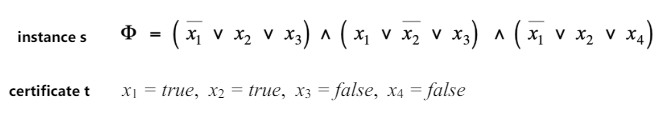 instance s Φ = ( x̅₁ ∨ x₂ ∨ x₃ ) ∧ ( x₁ ∨ x̅₂ ∨ x₃ ) ∧ ( x̅₁ ∨ x₂ ∨ x₄ )
certificate t x₁ = true, x₂ = true, x₃ = false, x₄ = false